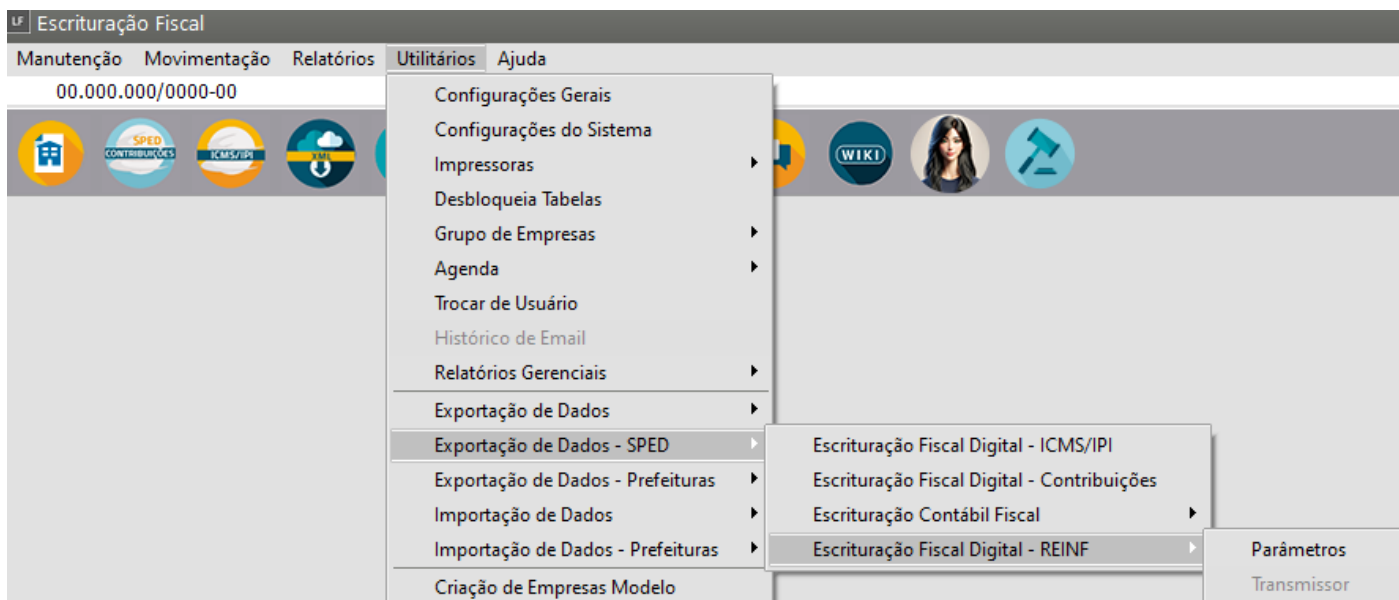 LF Escrituração Fiscal
Manutenção Movimentação Relatórios Utilitários Ajuda
00.000.000/0000-00
SPED CONTRIBUIÇÕES
ICMS/IPI
XML
WIKI
Configurações Gerais
Configurações do Sistema
Impressoras
Desbloqueia Tabelas
Grupo de Empresas
Agenda
Trocar de Usuário
Histórico de Email
Relatórios Gerenciais
Exportação de Dados
Exportação de Dados - SPED
Exportação de Dados - Prefeituras
Importação de Dados
Importação de Dados - Prefeituras
Criação de Empresas Modelo
Escrituração Fiscal Digital - ICMS/IPI
Escrituração Fiscal Digital - Contribuições
Escrituração Contábil Fiscal
Escrituração Fiscal Digital - REINF
Parâmetros
Transmissor